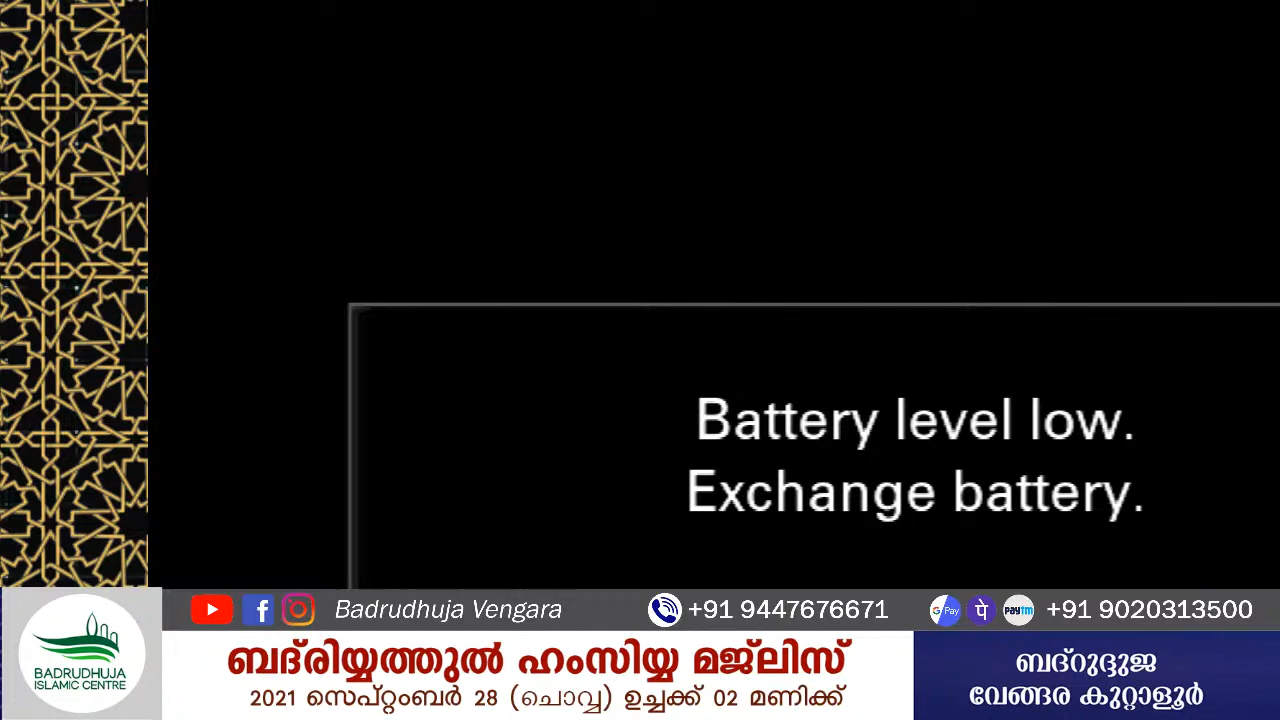 Battery level low.
Exchange battery.
Badrudhuja Vengara
+91 9447676671
G Pay
पे
paytm
+91 9020313500
BADRUDHUJA
ISLAMIC CENTRE
ബദ്‌രിയ്യത്തുൽ ഹംസിയ്യ മജ്‌ലിസ്
2021 സെപ്റ്റംബർ 28 (ചൊവ്വ) ഉച്ചക്ക് 02 മണിക്ക്
ബദ്റുദ്ദുജ
വേങ്ങര കുറ്റാളൂർ